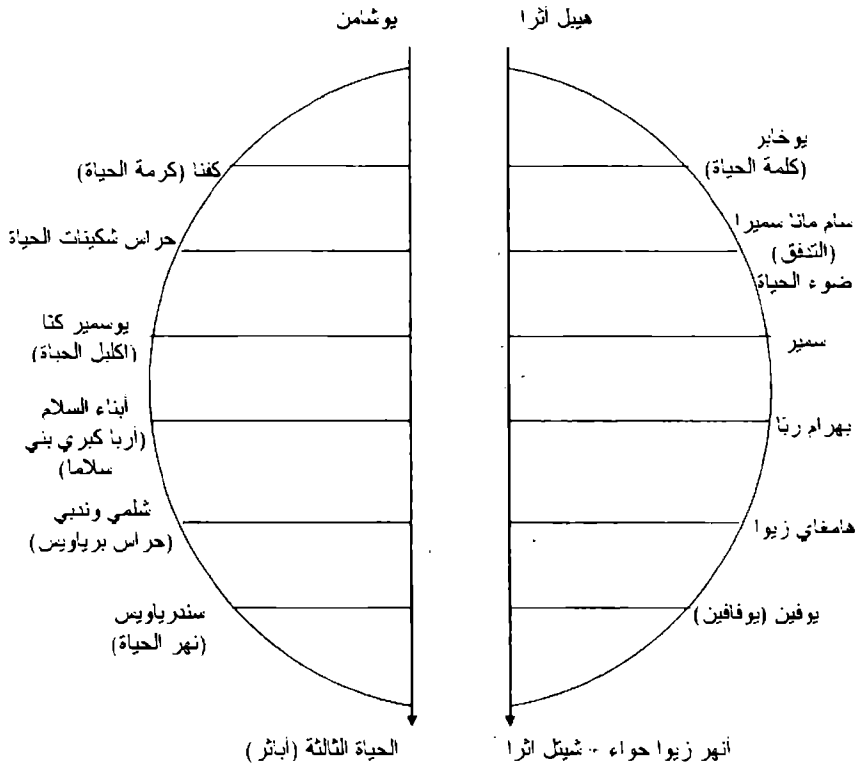 هيبل أثرا
يوشامن
يوخابر
(كلمة الحياة)
سام مانا سميرا
(التدفق)
ضوء الحياة
سمير
بهرام ربا
هامغاي زيوا
يوفين (يوفافين)
كفنا (كرمة الحياة)
حراس شكينات الحياة
يوسمير كنا
(اكليل الحياة)
أبناء السلام
(أربا كبري بني
سلاما)
شلمي وندبي
(حراس برياويس)
سندرياويس
(نهر الحياة)
أنهر زيوا حواء - شيتل اثرا
الحياة الثالثة (أباثر)